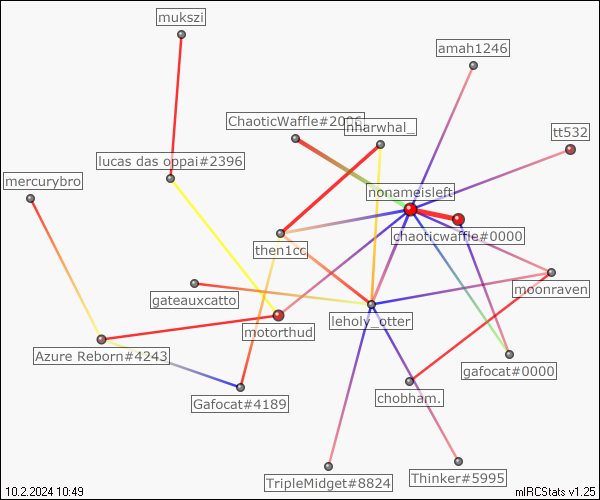 mukszi
amah1246
ChaoticWaffle#2006
nharwhal_
tt532
lucas das oppai#2396
mercurybro
nonameisleft
chaoticwaffle#0000
then1cc
moonraven
gateauxcatto
leholy_otter
motorthud
Azure Reborn#4243
gafocat#0000
chobham.
Gafocat#4189
TripleMidget#8824
Thinker#5995
10.2.2024 10:49
mIRCStats v1.25